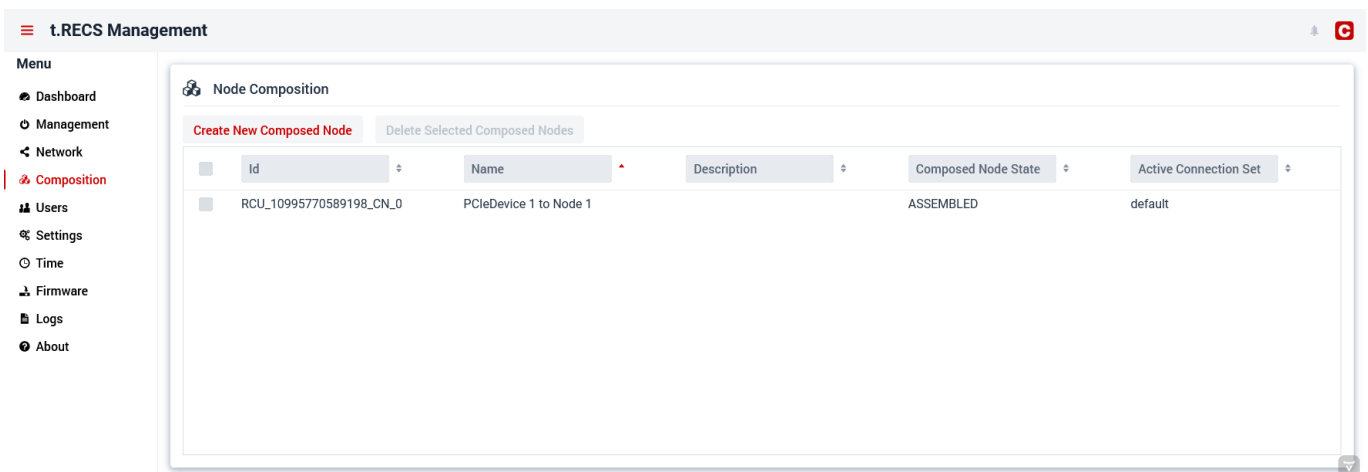 t.RECS Management
C
Menu
Dashboard
Management
Network
Composition
Users
Settings
Time
Firmware
Logs
About
Node Composition
Create New Composed Node Delete Selected Composed Nodes
Id Name Description Composed Node State Active Connection Set
RCU_10995770589198_CN_0 PCIeDevice 1 to Node 1 ASSEMBLED default